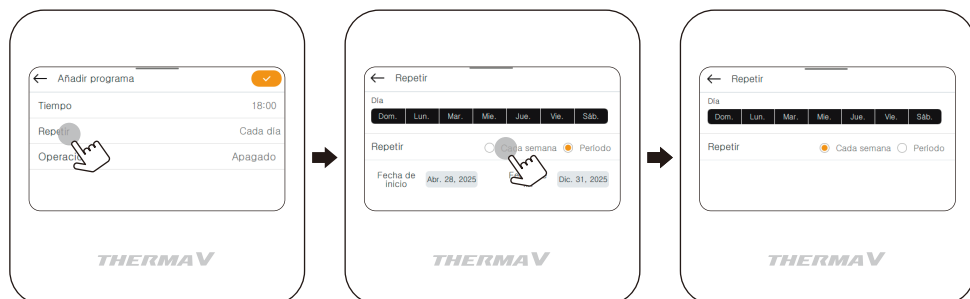 Añadir programa
Tiempo 18:00
Repetir Cada día
Apagado
THERMA V
Repetir
Día
Dom. Lun. Mar. Mie. Jue. Vie. Sáb.
Repetir Cada semana Período
Fecha de inicio Abr. 28, 2025 Dic. 31, 2025
THERMA V
Repetir
Día
Dom. Lun. Mar. Mie. Jue. Vie. Sáb.
Repetir Cada semana Período
THERMA V